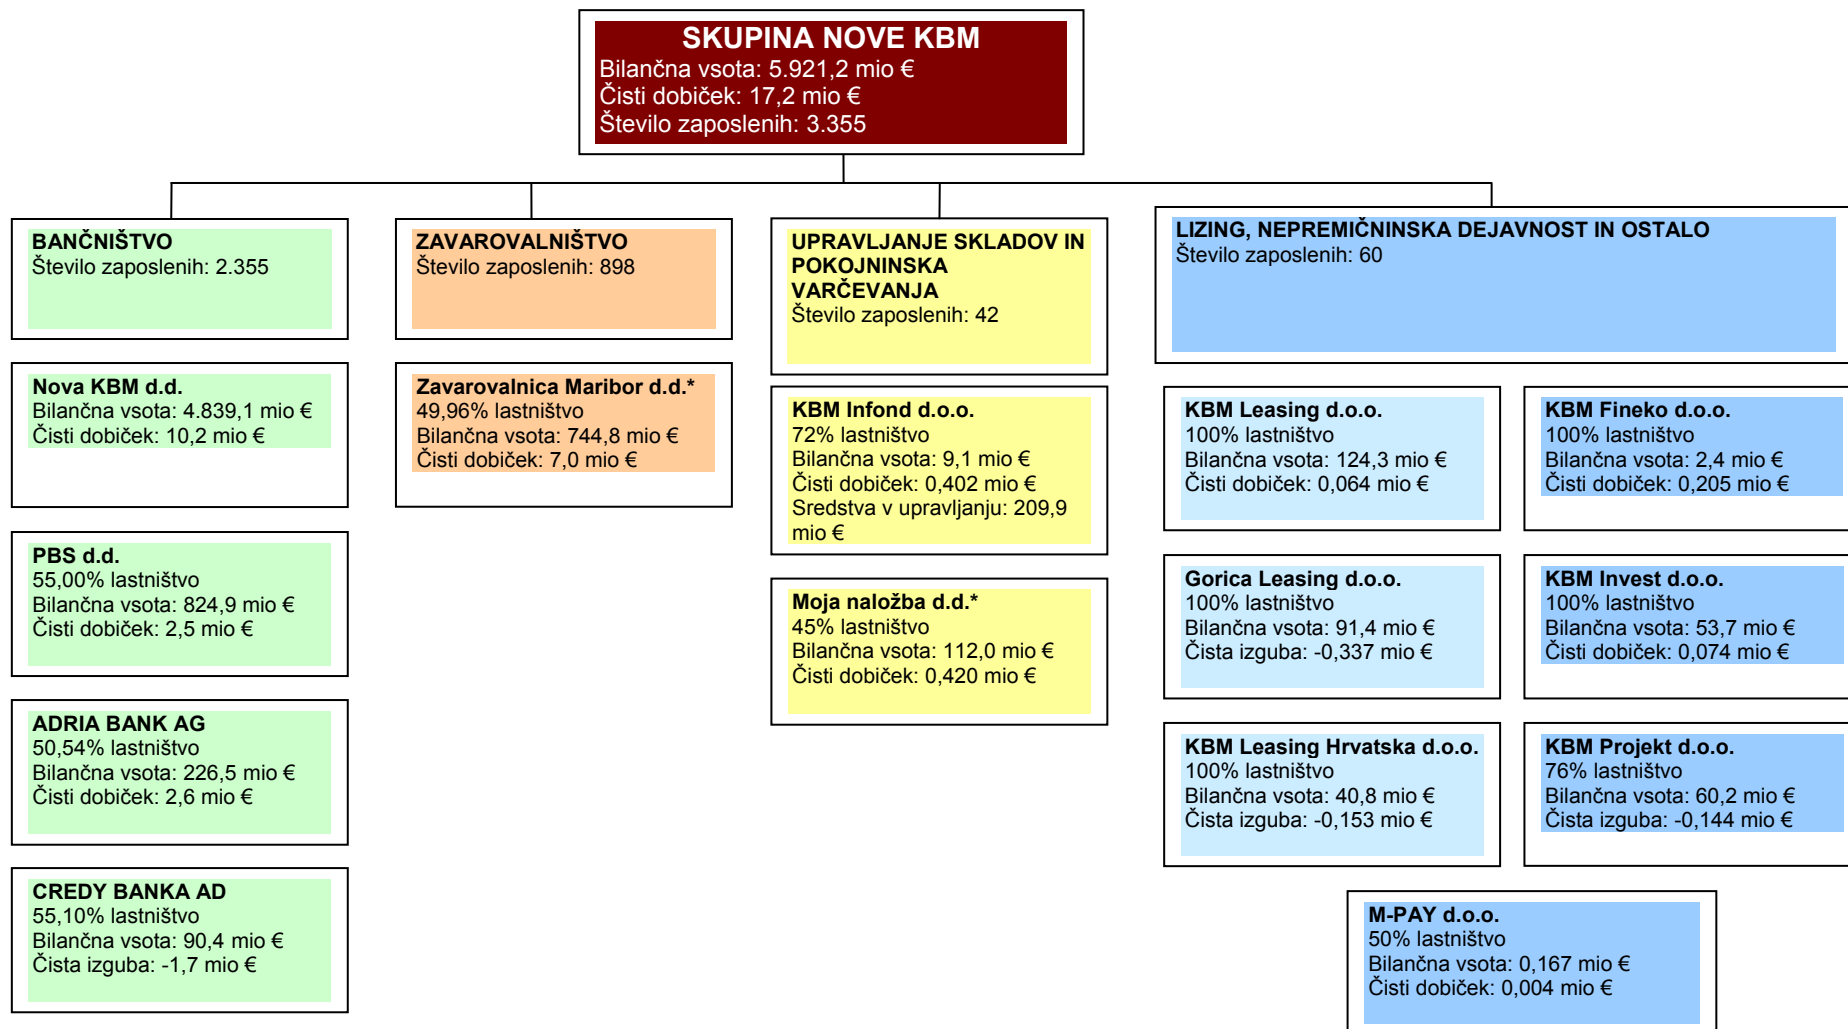 SKUPINA NOVE KBM
Bilančna vsota: 5.921,2 mio €
Čisti dobiček: 17,2 mio €
Število zaposlenih: 3.355
BANČNIŠTVO
Število zaposlenih: 2.355
Nova KBM d.d.
Bilančna vsota: 4.839,1 mio €
Čisti dobiček: 10,2 mio €
PBS d.d.
55,00% lastništvo
Bilančna vsota: 824,9 mio €
Čisti dobiček: 2,5 mio €
ADRIA BANK AG
50,54% lastništvo
Bilančna vsota: 226,5 mio €
Čisti dobiček: 2,6 mio €
CREDY BANKA AD
55,10% lastništvo
Bilančna vsota: 90,4 mio €
Čista izguba: -1,7 mio €
ZAVAROVALNIŠTVO
Število zaposlenih: 898
Zavarovalnica Maribor d.d.*
49,96% lastništvo
Bilančna vsota: 744,8 mio €
Čisti dobiček: 7,0 mio €
UPRAVLJANJE SKLADOV IN
POKOJNINSKA
VARČEVANJA
Število zaposlenih: 42
KBM Infond d.o.o.
72% lastništvo
Bilančna vsota: 9,1 mio €
Čisti dobiček: 0,402 mio €
Sredstva v upravljanju: 209,9
mio €
Moja naložba d.d.*
45% lastništvo
Bilančna vsota: 112,0 mio €
Čisti dobiček: 0,420 mio €
LIZING, NEPREMIČNINSKA DEJAVNOST IN OSTALO
Število zaposlenih: 60
KBM Leasing d.o.o.
100% lastništvo
Bilančna vsota: 124,3 mio €
Čisti dobiček: 0,064 mio €
Gorica Leasing d.o.o.
100% lastništvo
Bilančna vsota: 91,4 mio €
Čista izguba: -0,337 mio €
KBM Leasing Hrvatska d.o.o.
100% lastništvo
Bilančna vsota: 40,8 mio €
Čista izguba: -0,153 mio €
KBM Fineko d.o.o.
100% lastništvo
Bilančna vsota: 2,4 mio €
Čisti dobiček: 0,205 mio €
KBM Invest d.o.o.
100% lastništvo
Bilančna vsota: 53,7 mio €
Čisti dobiček: 0,074 mio €
KBM Projekt d.o.o.
76% lastništvo
Bilančna vsota: 60,2 mio €
Čista izguba: -0,144 mio €
M-PAY d.o.o.
50% lastništvo
Bilančna vsota: 0,167 mio €
Čisti dobiček: 0,004 mio €